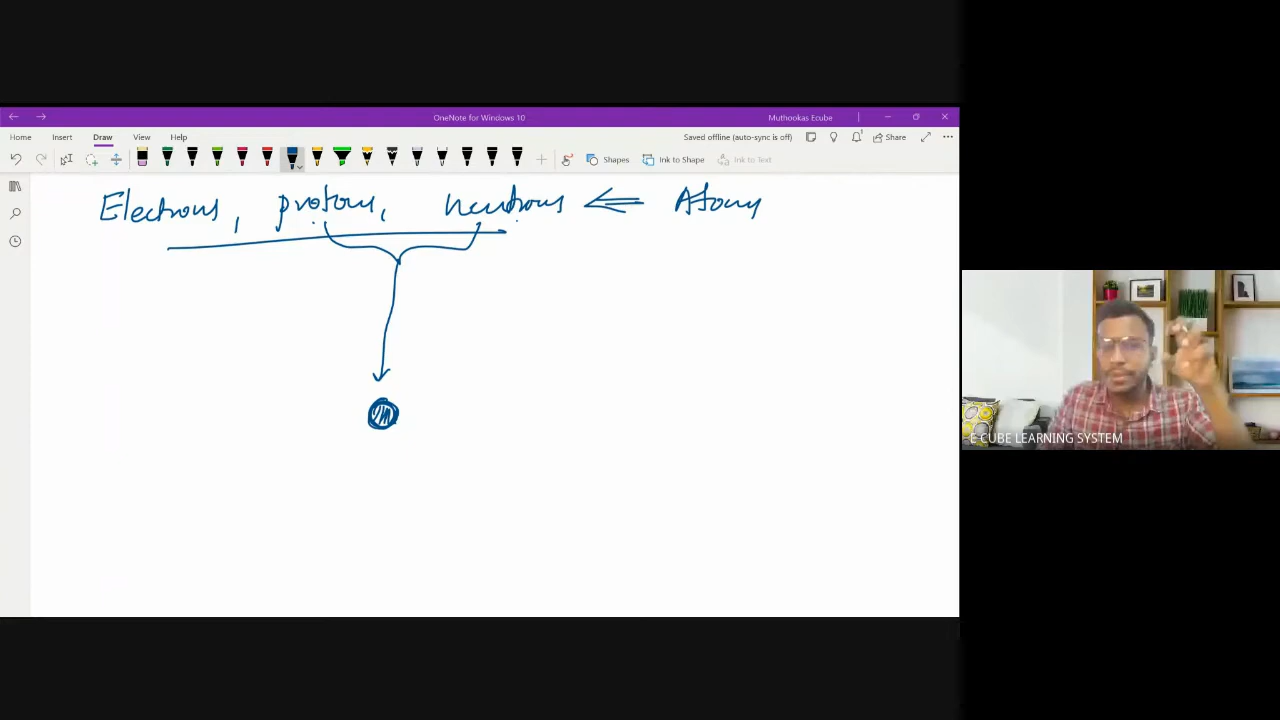 OneNote for Windows 10
Muthookas Ecube
Home Insert Draw View Help
Saved offline (auto-sync is off)
Share
Shapes
Ink to Shape
Ink to Text
Electrons, protons, neutrons ⇐ Atoms
E CUBE LEARNING SYSTEM